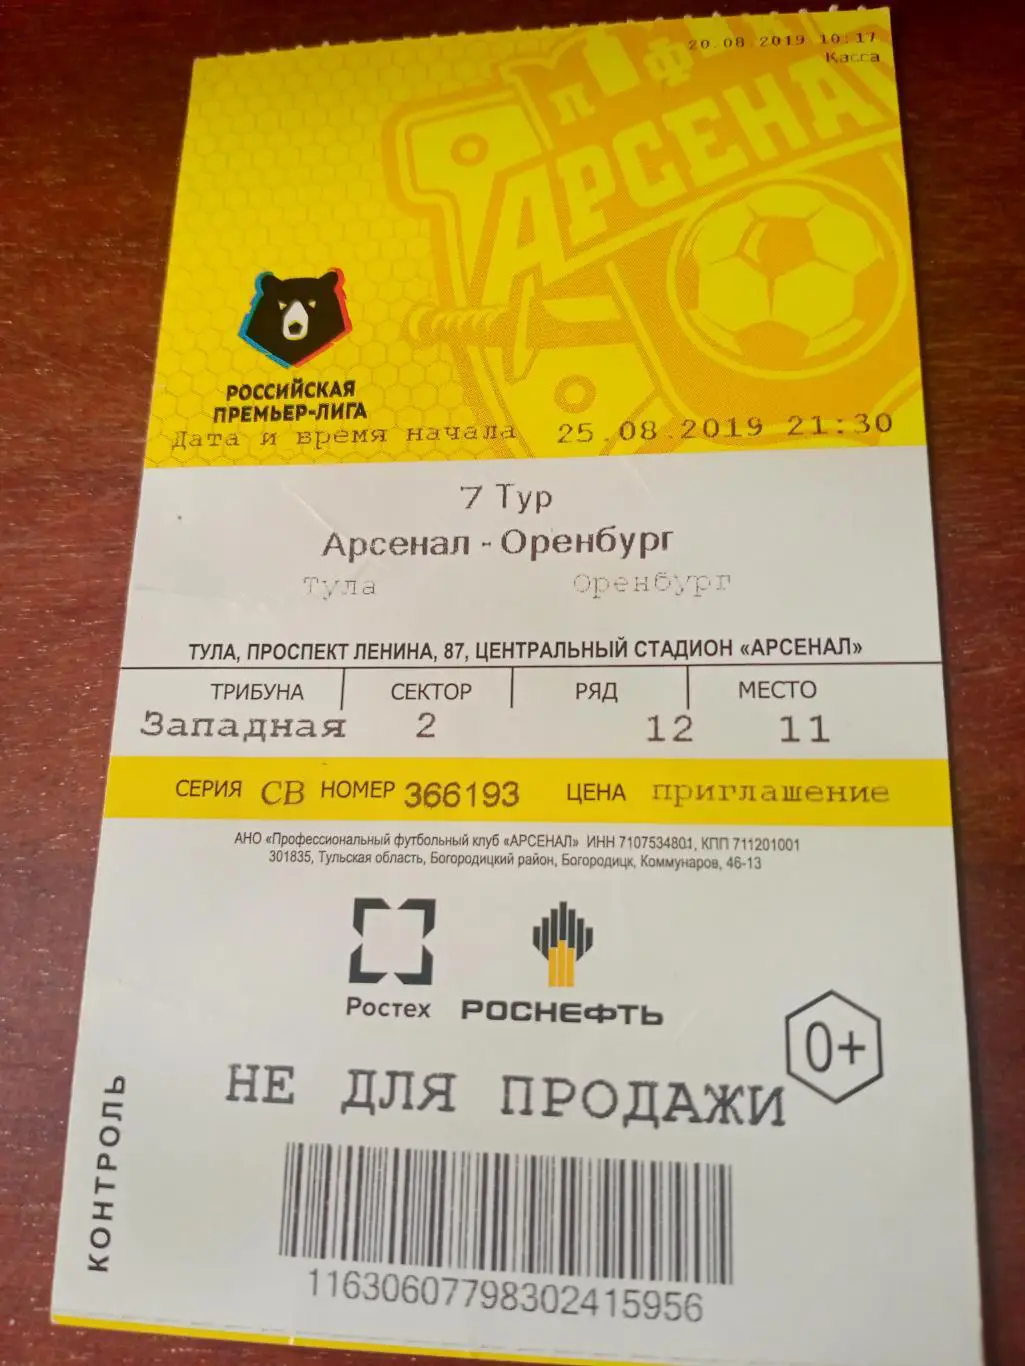 20.08.2019 10:17
Касса
ПФК
АРСЕНАЛ
РОССИЙСКАЯ
ПРЕМЬЕР-ЛИГА
Дата и время начала 25.08.2019 21:30
7 Тур
Арсенал - Оренбург
Тула Оренбург
ТУЛА, ПРОСПЕКТ ЛЕНИНА, 87, ЦЕНТРАЛЬНЫЙ СТАДИОН «АРСЕНАЛ»
ТРИБУНА СЕКТОР РЯД МЕСТО
Западная 2 12 11
СЕРИЯ СВ НОМЕР 366193 ЦЕНА приглашение
АНО «Профессиональный футбольный клуб «АРСЕНАЛ» ИНН 7107534801, КПП 711201001
301835, Тульская область, Богородицкий район, Богородицк, Коммунаров, 46-13
Ростех РОСНЕФТЬ
0+
НЕ ДЛЯ ПРОДАЖИ
КОНТРОЛЬ
11630607798302415956